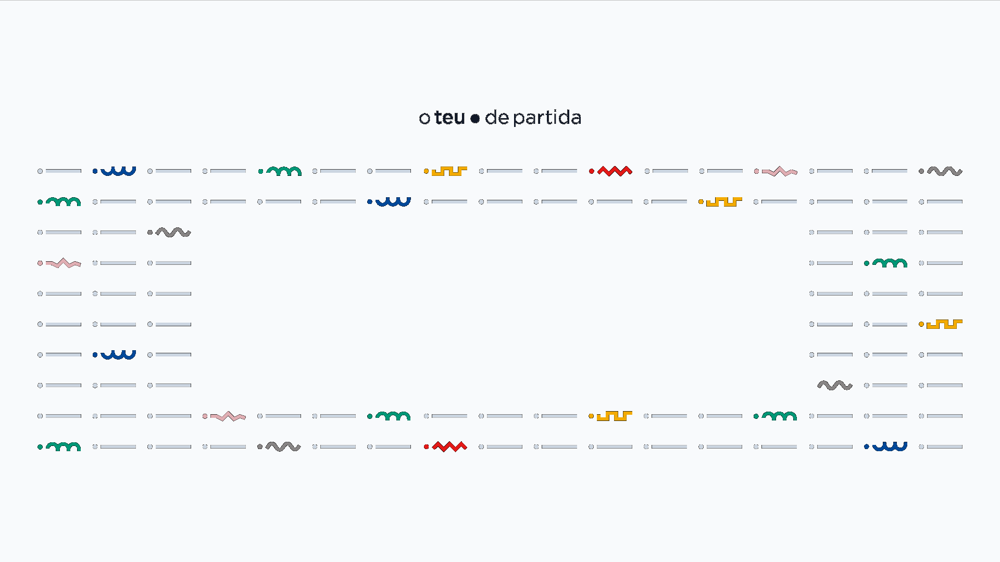 o teu ● de partida